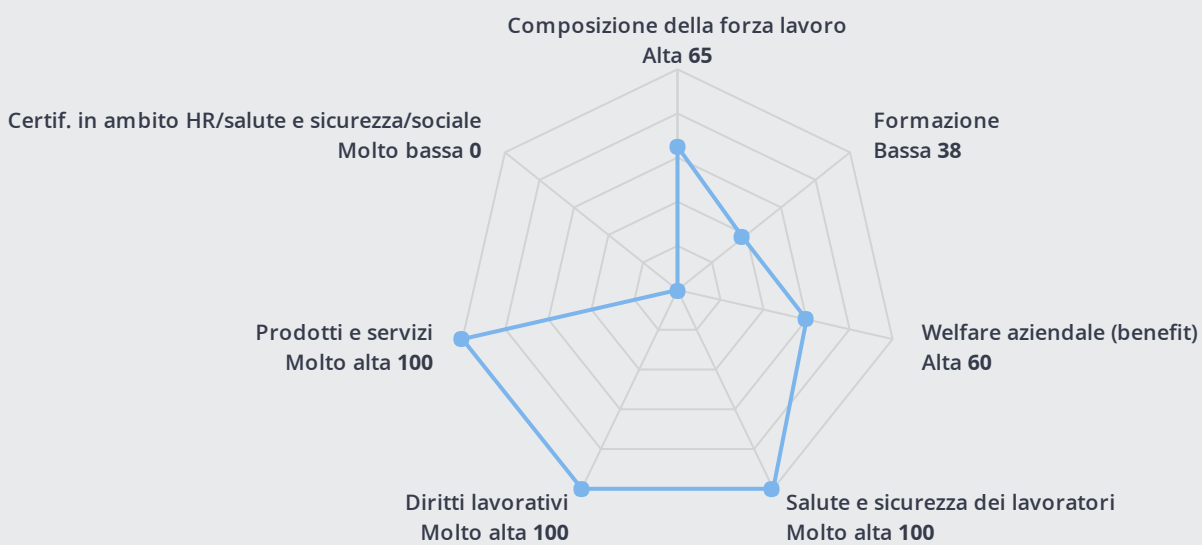 Composizione della forza lavoro
Alta 65
Certif. in ambito HR/salute e sicurezza/sociale
Molto bassa 0
Formazione
Bassa 38
Prodotti e servizi
Molto alta 100
Welfare aziendale (benefit)
Alta 60
Diritti lavorativi
Molto alta 100
Salute e sicurezza dei lavoratori
Molto alta 100